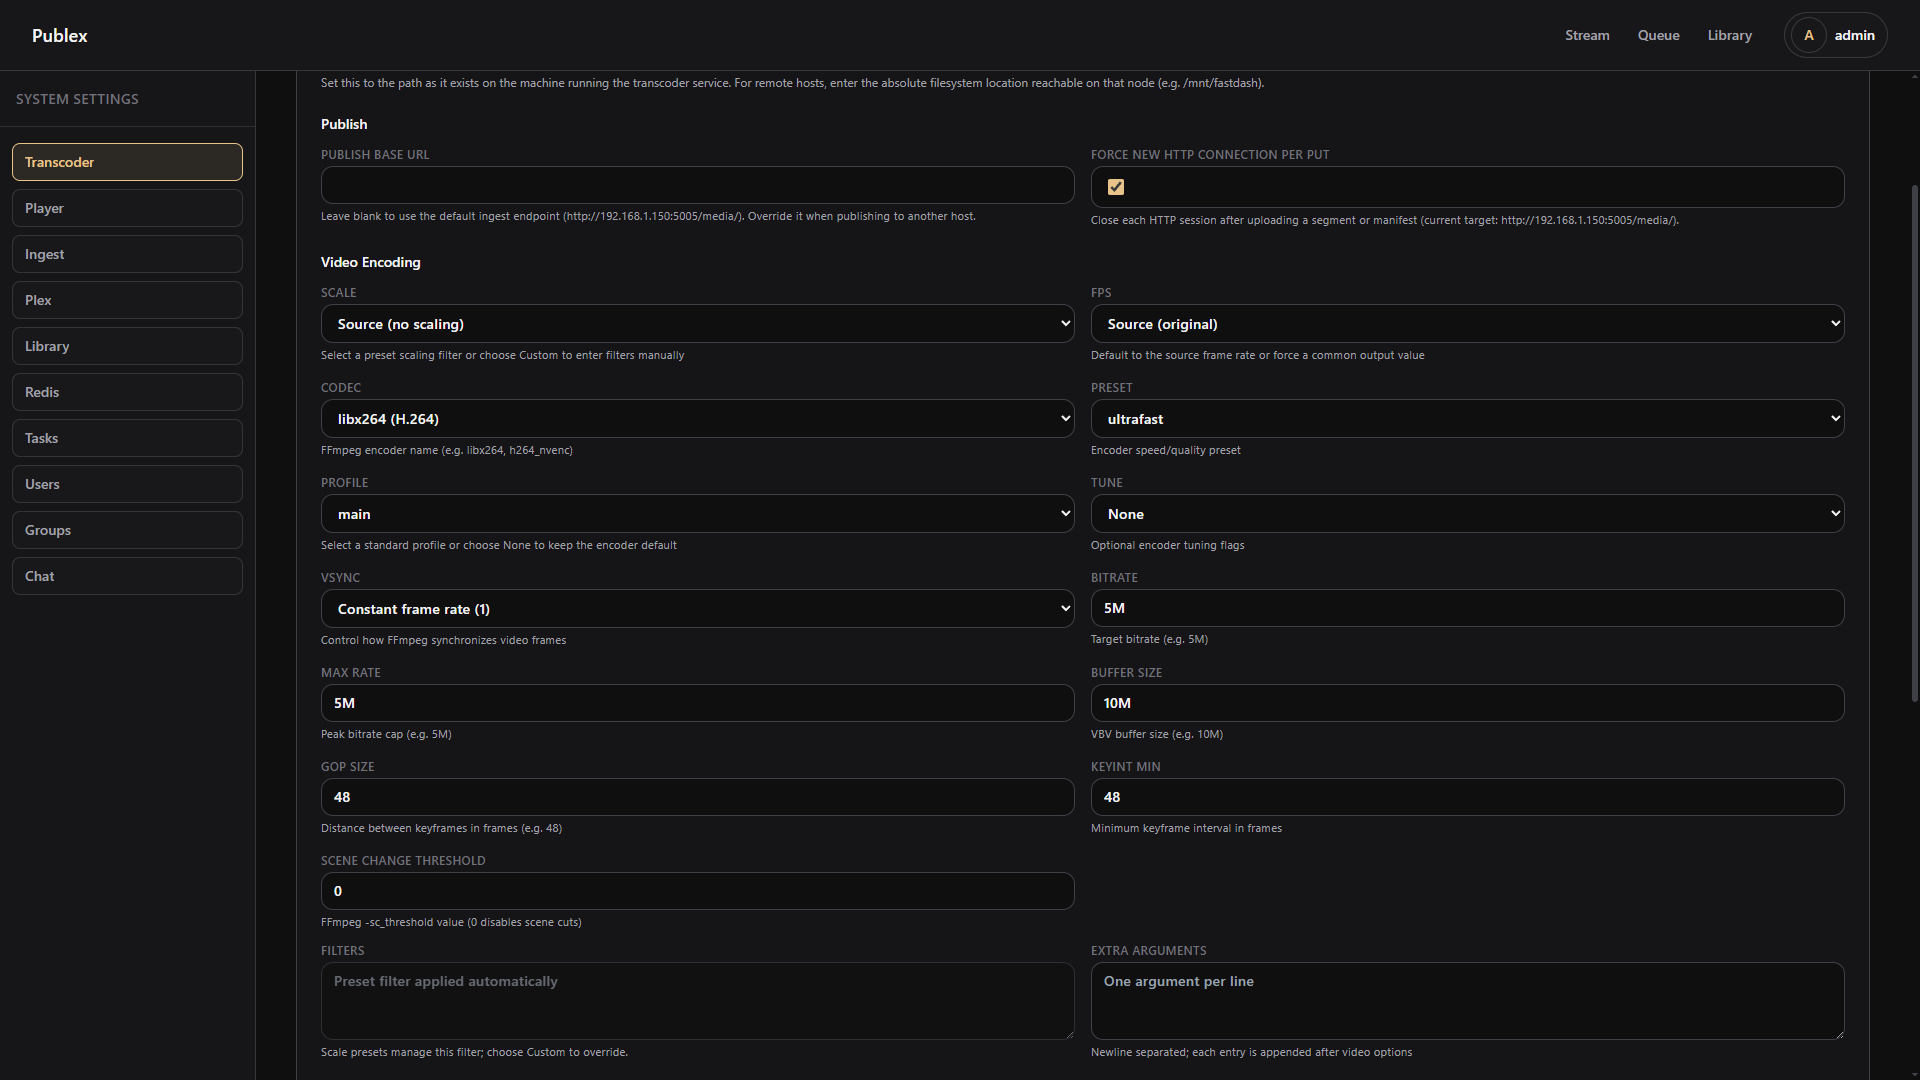 Publex
Stream
Queue
Library
A
admin
SYSTEM SETTINGS
Transcoder
Player
Ingest
Plex
Library
Redis
Tasks
Users
Groups
Chat
Set this to the path as it exists on the machine running the transcoder service. For remote hosts, enter the absolute filesystem location reachable on that node (e.g. /mnt/fastdash).
Publish
PUBLISH BASE URL
Leave blank to use the default ingest endpoint (http://192.168.1.150:5005/media/). Override it when publishing to another host.
FORCE NEW HTTP CONNECTION PER PUT
Close each HTTP session after uploading a segment or manifest (current target: http://192.168.1.150:5005/media/).
Video Encoding
SCALE
Source (no scaling)
Select a preset scaling filter or choose Custom to enter filters manually
FPS
Source (original)
Default to the source frame rate or force a common output value
CODEC
libx264 (H.264)
FFmpeg encoder name (e.g. libx264, h264_nvenc)
PRESET
ultrafast
Encoder speed/quality preset
PROFILE
main
Select a standard profile or choose None to keep the encoder default
TUNE
None
Optional encoder tuning flags
VSYNC
Constant frame rate (1)
Control how FFmpeg synchronizes video frames
BITRATE
5M
Target bitrate (e.g. 5M)
MAX RATE
5M
Peak bitrate cap (e.g. 5M)
BUFFER SIZE
10M
VBV buffer size (e.g. 10M)
GOP SIZE
48
Distance between keyframes in frames (e.g. 48)
KEYINT MIN
48
Minimum keyframe interval in frames
SCENE CHANGE THRESHOLD
0
FFmpeg -sc_threshold value (0 disables scene cuts)
FILTERS
Preset filter applied automatically
Scale presets manage this filter; choose Custom to override.
EXTRA ARGUMENTS
One argument per line
Newline separated; each entry is appended after video options